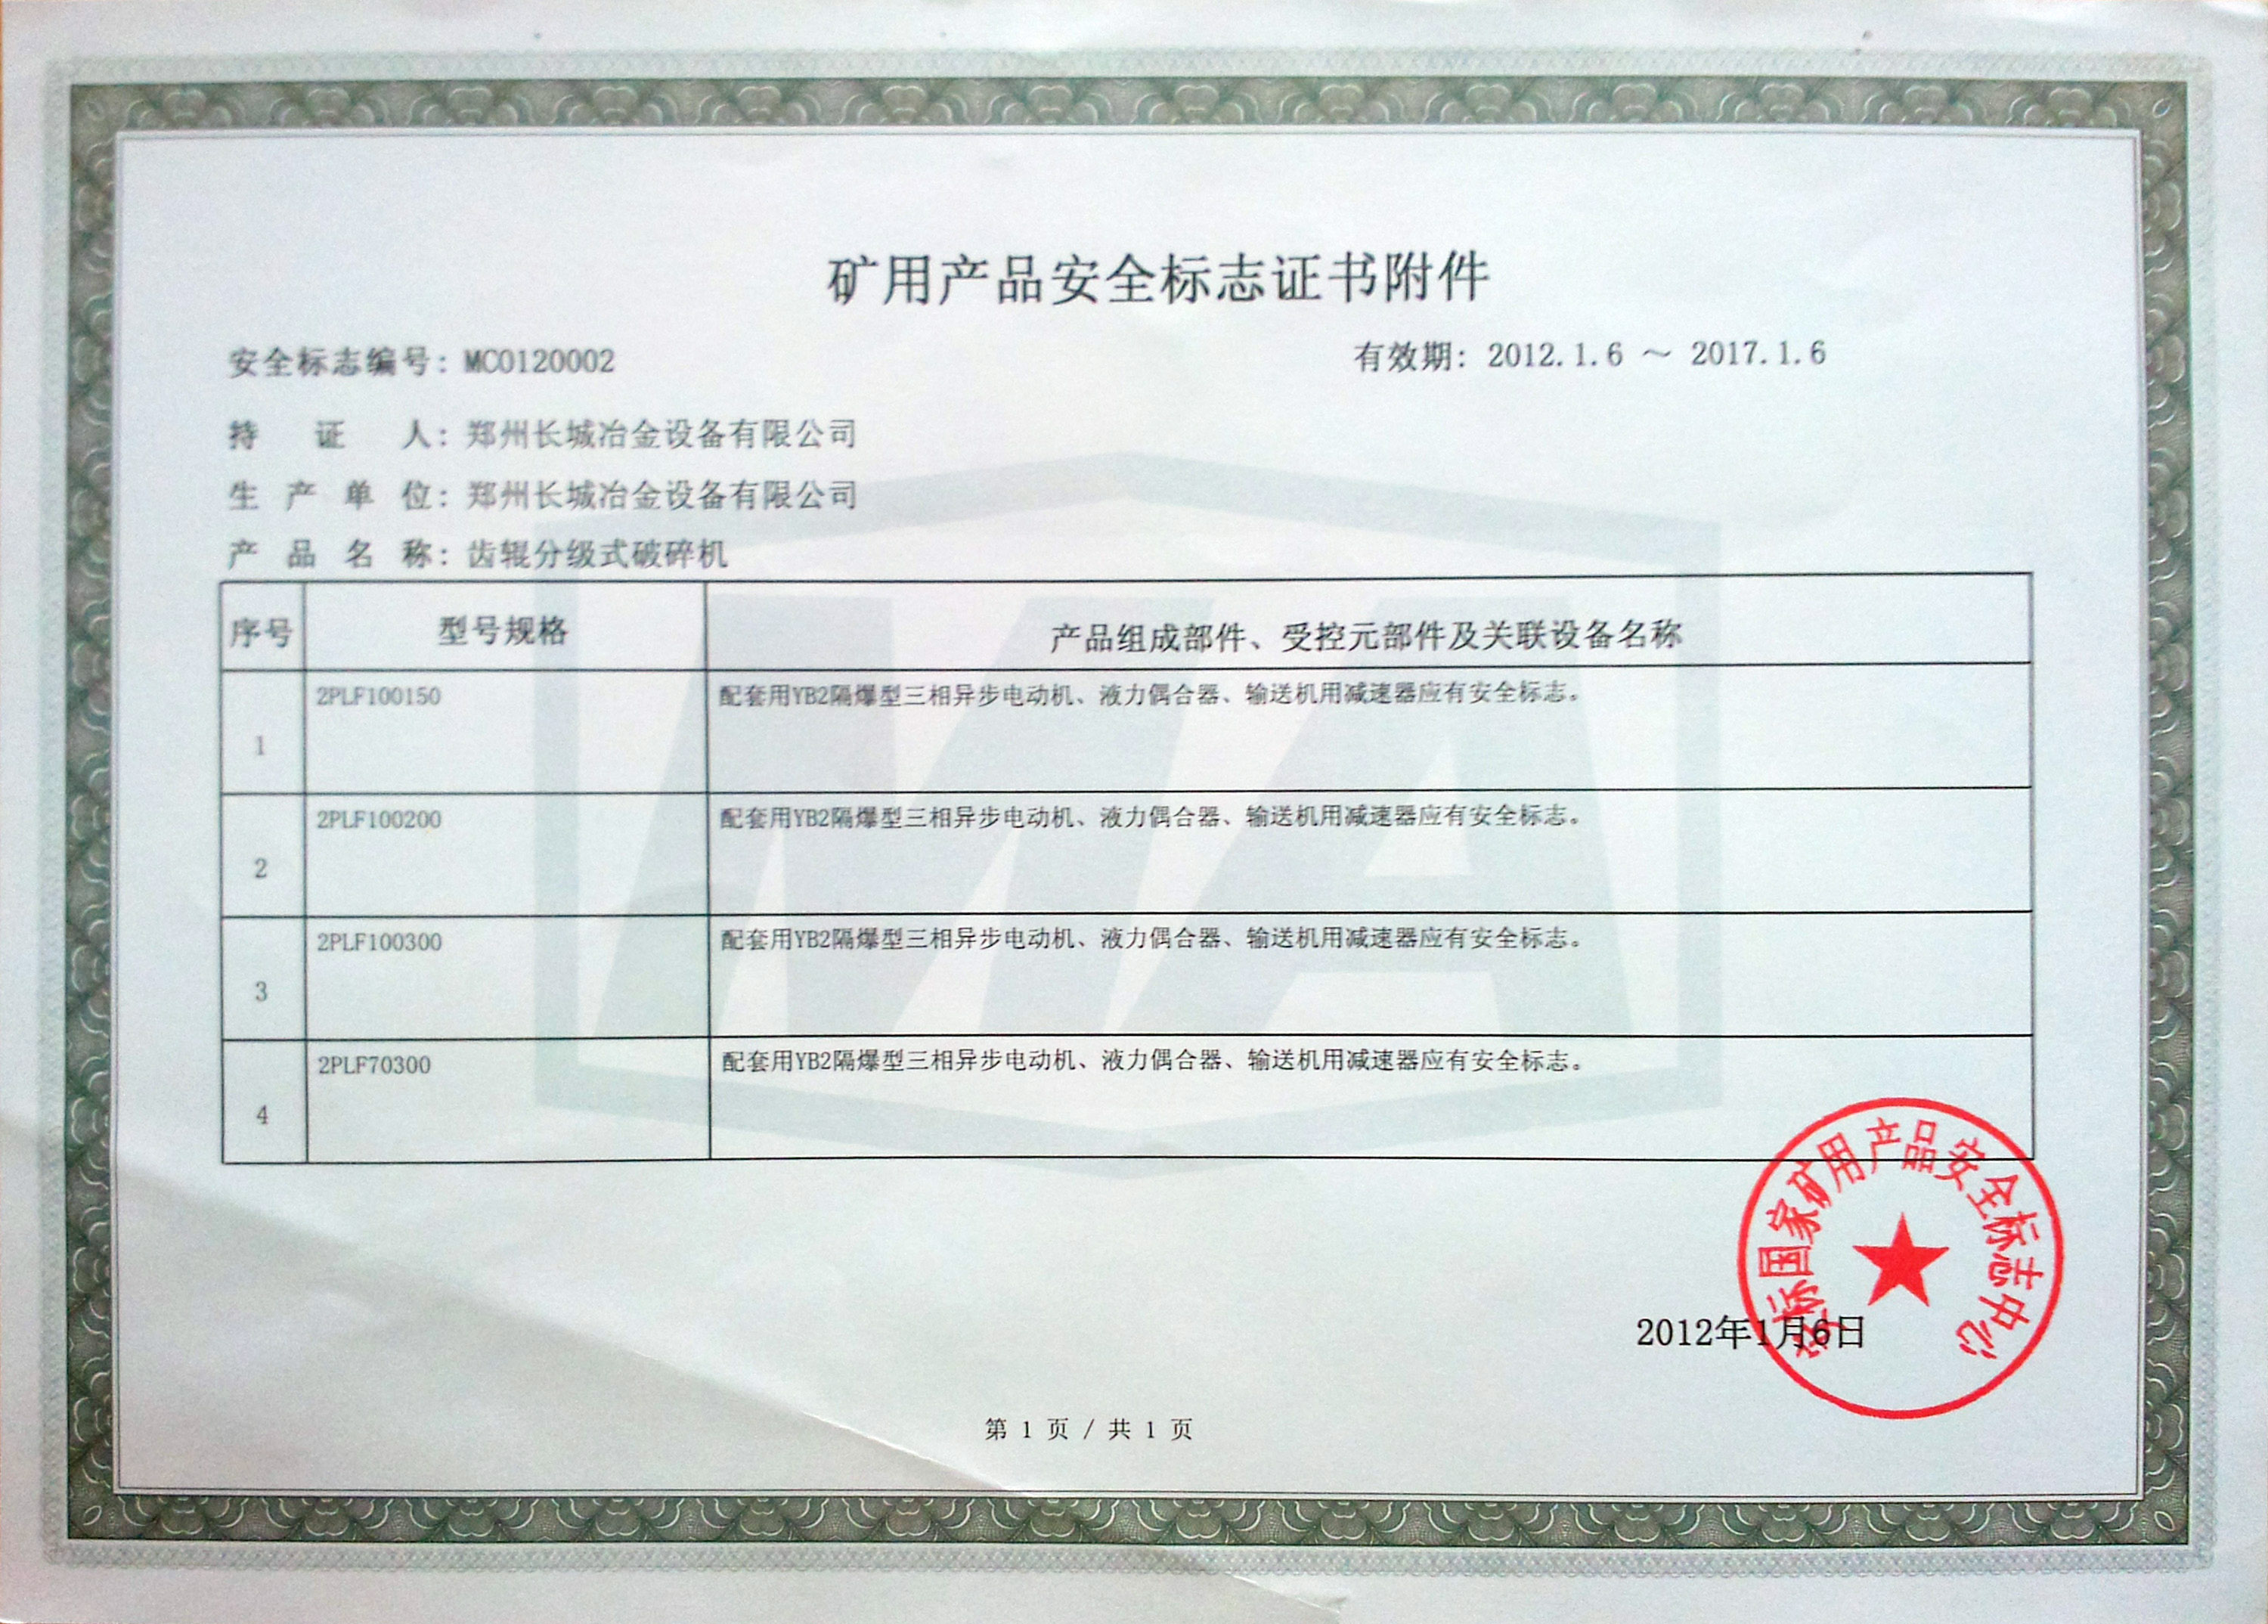 矿用产品安全标志证书附件
安全标志编号：MCO120002
有效期：2012.1.6 ～ 2017.1.6
持证人：郑州长城冶金设备有限公司
生产单位：郑州长城冶金设备有限公司
产品名称：齿辊分级式破碎机
序号 型号规格 产品组成部件、受控元部件及关联设备名称
1 2PLF100150 配套用YB2隔爆型三相异步电动机、液力偶合器、输送机用减速器应有安全标志。
2 2PLF100200 配套用YB2隔爆型三相异步电动机、液力偶合器、输送机用减速器应有安全标志。
3 2PLF100300 配套用YB2隔爆型三相异步电动机、液力偶合器、输送机用减速器应有安全标志。
4 2PLF70300 配套用YB2隔爆型三相异步电动机、液力偶合器、输送机用减速器应有安全标志。
MA
安标国家矿用产品安全标志中心
2012年1月6日
第 1 页 / 共 1 页